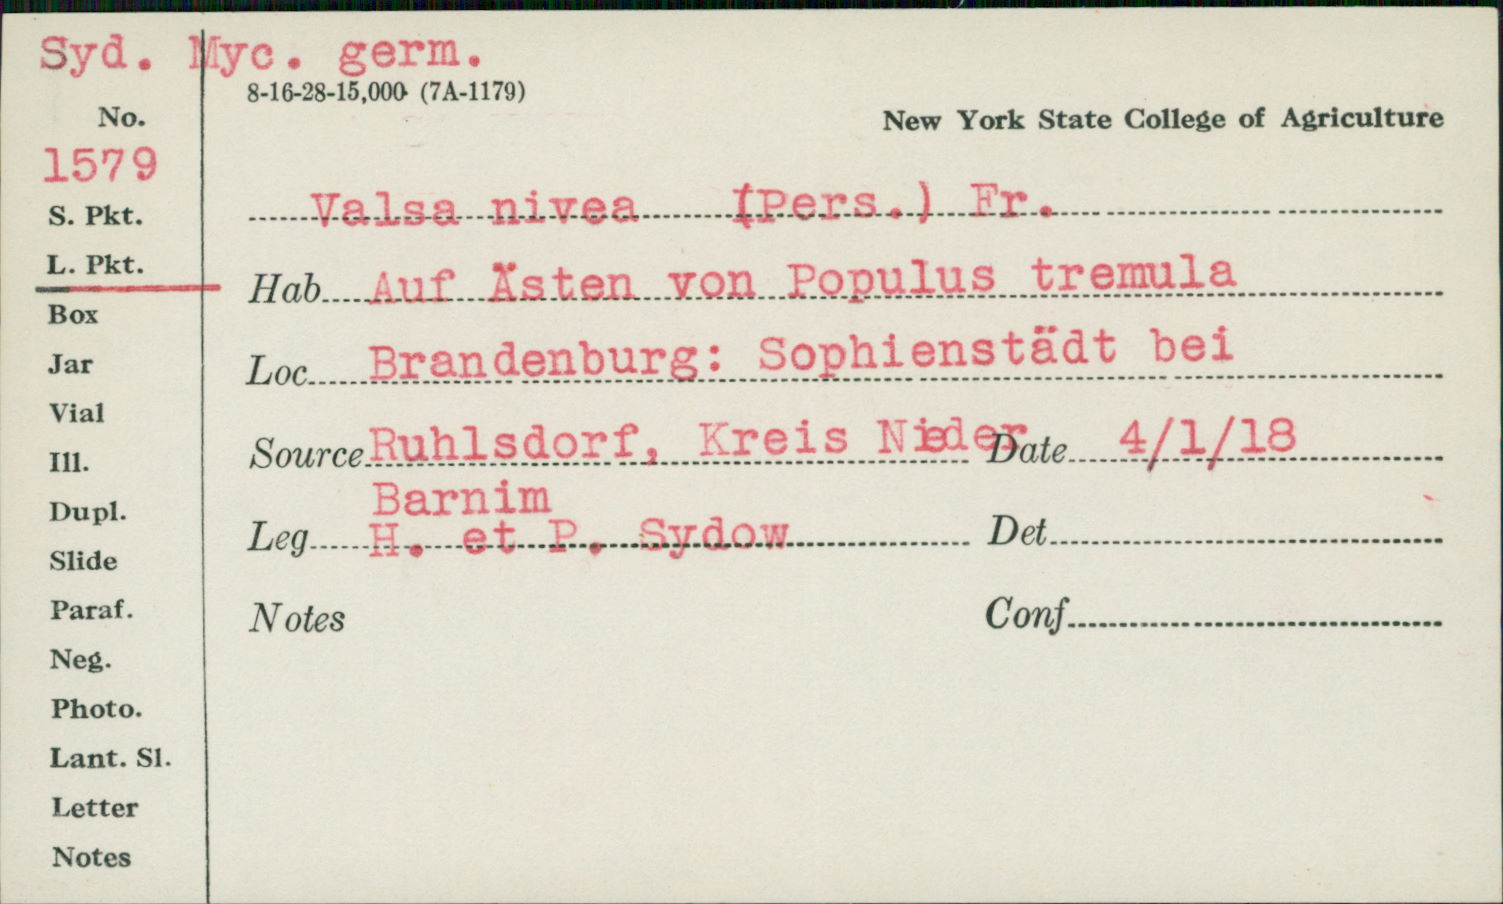 Syd. Myc. germ.
8-16-28-15,000 (7A-1179)
No.
New York State College of Agriculture
1579
Valsa nivea (Pers.) Fr.
S. Pkt.
L. Pkt.
Hab. Auf Ästen von Populus tremula
Box
Jar
Loc. Brandenburg: Sophienstädt bei
Vial
Source Ruhlsdorf, Kreis Nieder Date 4/1/18
Ill.
Barnim
Dupl.
Leg H. et P. Sydow Det.
Slide
Paraf.
Notes Conf.
Neg.
Photo.
Lant. Sl.
Letter
Notes